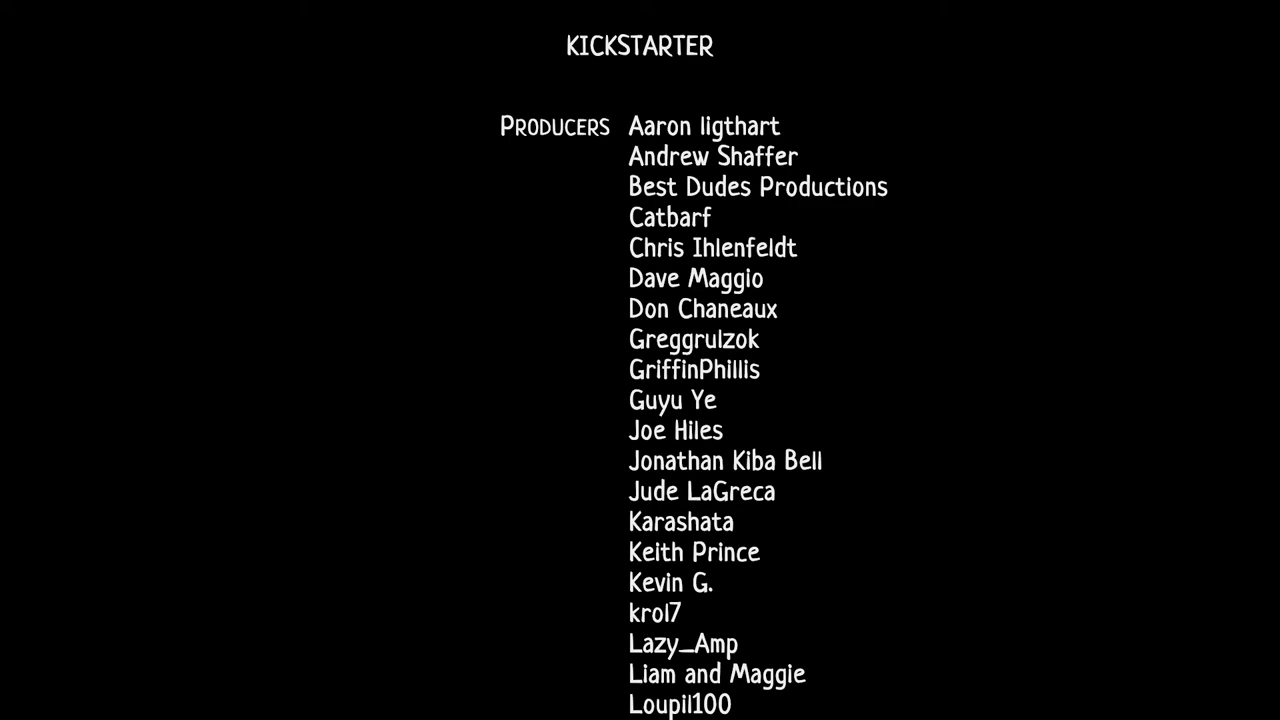 KICKSTARTER
PRODUCERS Aaron ligthart
Andrew Shaffer
Best Dudes Productions
Catbarf
Chris Ihlenfeldt
Dave Maggio
Don Chaneaux
Greggrulzok
GriffinPhillis
Guyu Ye
Joe Hiles
Jonathan Kiba Bell
Jude LaGreca
Karashata
Keith Prince
Kevin G.
krol7
Lazy_Amp
Liam and Maggie
Loupil100